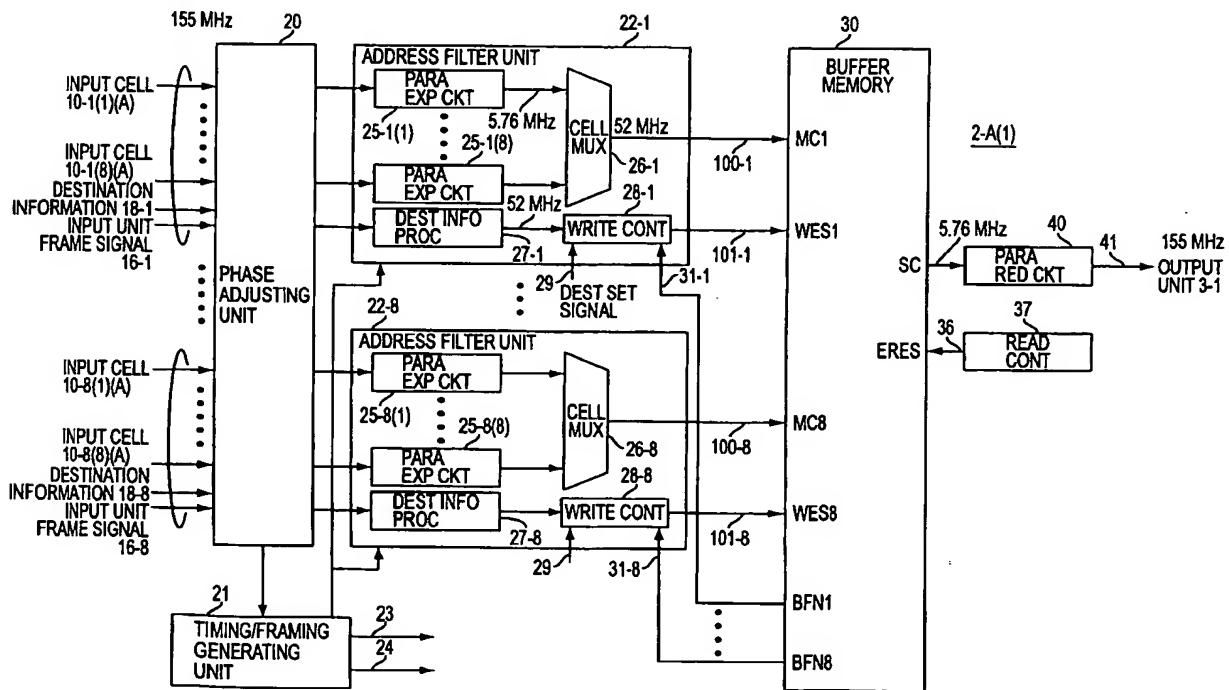 155 MHz
20
INPUT CELL
10-1(1)(A)
INPUT CELL
10-1(8)(A)
DESTINATION
INFORMATION 18-1
INPUT UNIT
FRAME SIGNAL
16-1
PHASE
ADJUSTING
UNIT
INPUT CELL
10-8(1)(A)
INPUT CELL
10-8(8)(A)
DESTINATION
INFORMATION 18-8
INPUT UNIT
FRAME SIGNAL
16-8
21
TIMING/FRAMING
GENERATING
UNIT
23
24
22-1
ADDRESS FILTER UNIT
PARA
EXP CKT
5.76 MHz
25-1(1)
25-1(8)
PARA
EXP CKT
CELL
MUX
52 MHz
26-1
100-1
DEST INFO
PROC
52 MHz
27-1
28-1
WRITE CONT
101-1
29
31-1
DEST SET
SIGNAL
22-8
ADDRESS FILTER UNIT
PARA
EXP CKT
25-8(1)
25-8(8)
PARA
EXP CKT
CELL
MUX
26-8
100-8
DEST INFO
PROC
27-8
28-8
WRITE CONT
101-8
29
31-8
30
BUFFER
MEMORY
MC1
WES1
SC
ERES
MC8
WES8
BFN1
BFN8
2-A(1)
5.76 MHz
40
PARA
RED CKT
41
155 MHz
OUTPUT
UNIT 3-1
36
37
READ
CONT